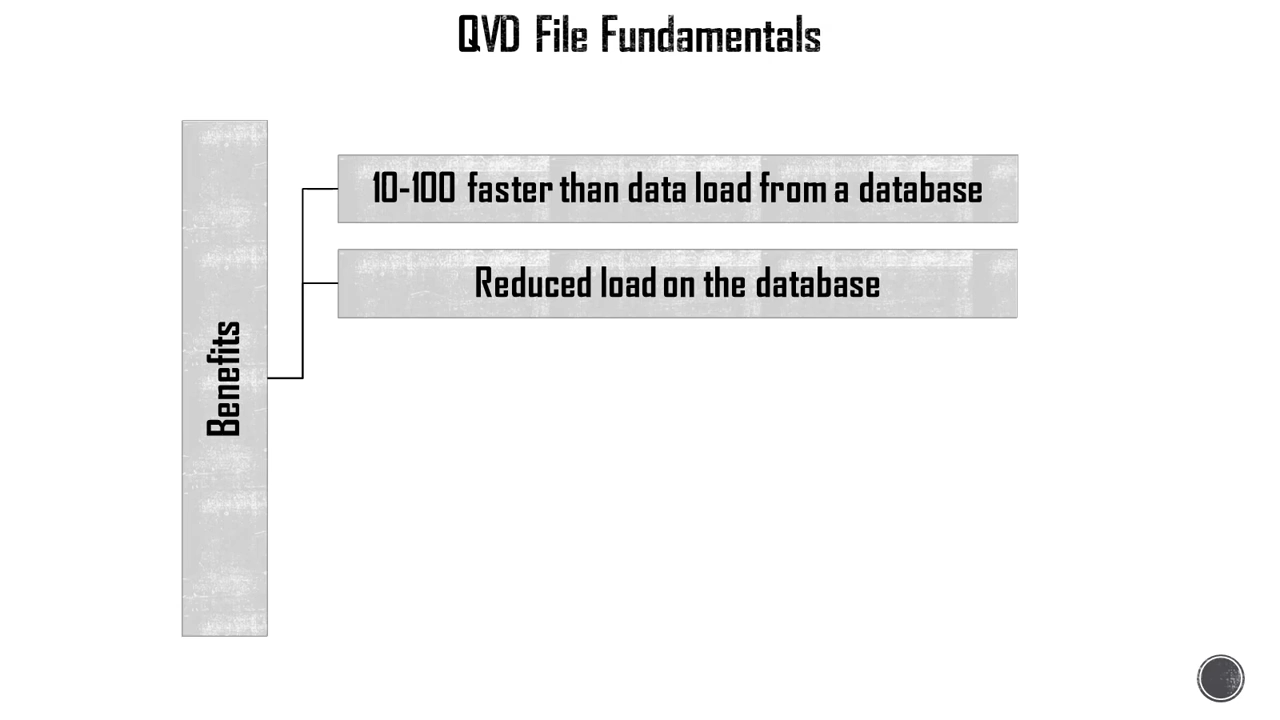 QVD File Fundamentals
Benefits
10-100 faster than data load from a database
Reduced load on the database